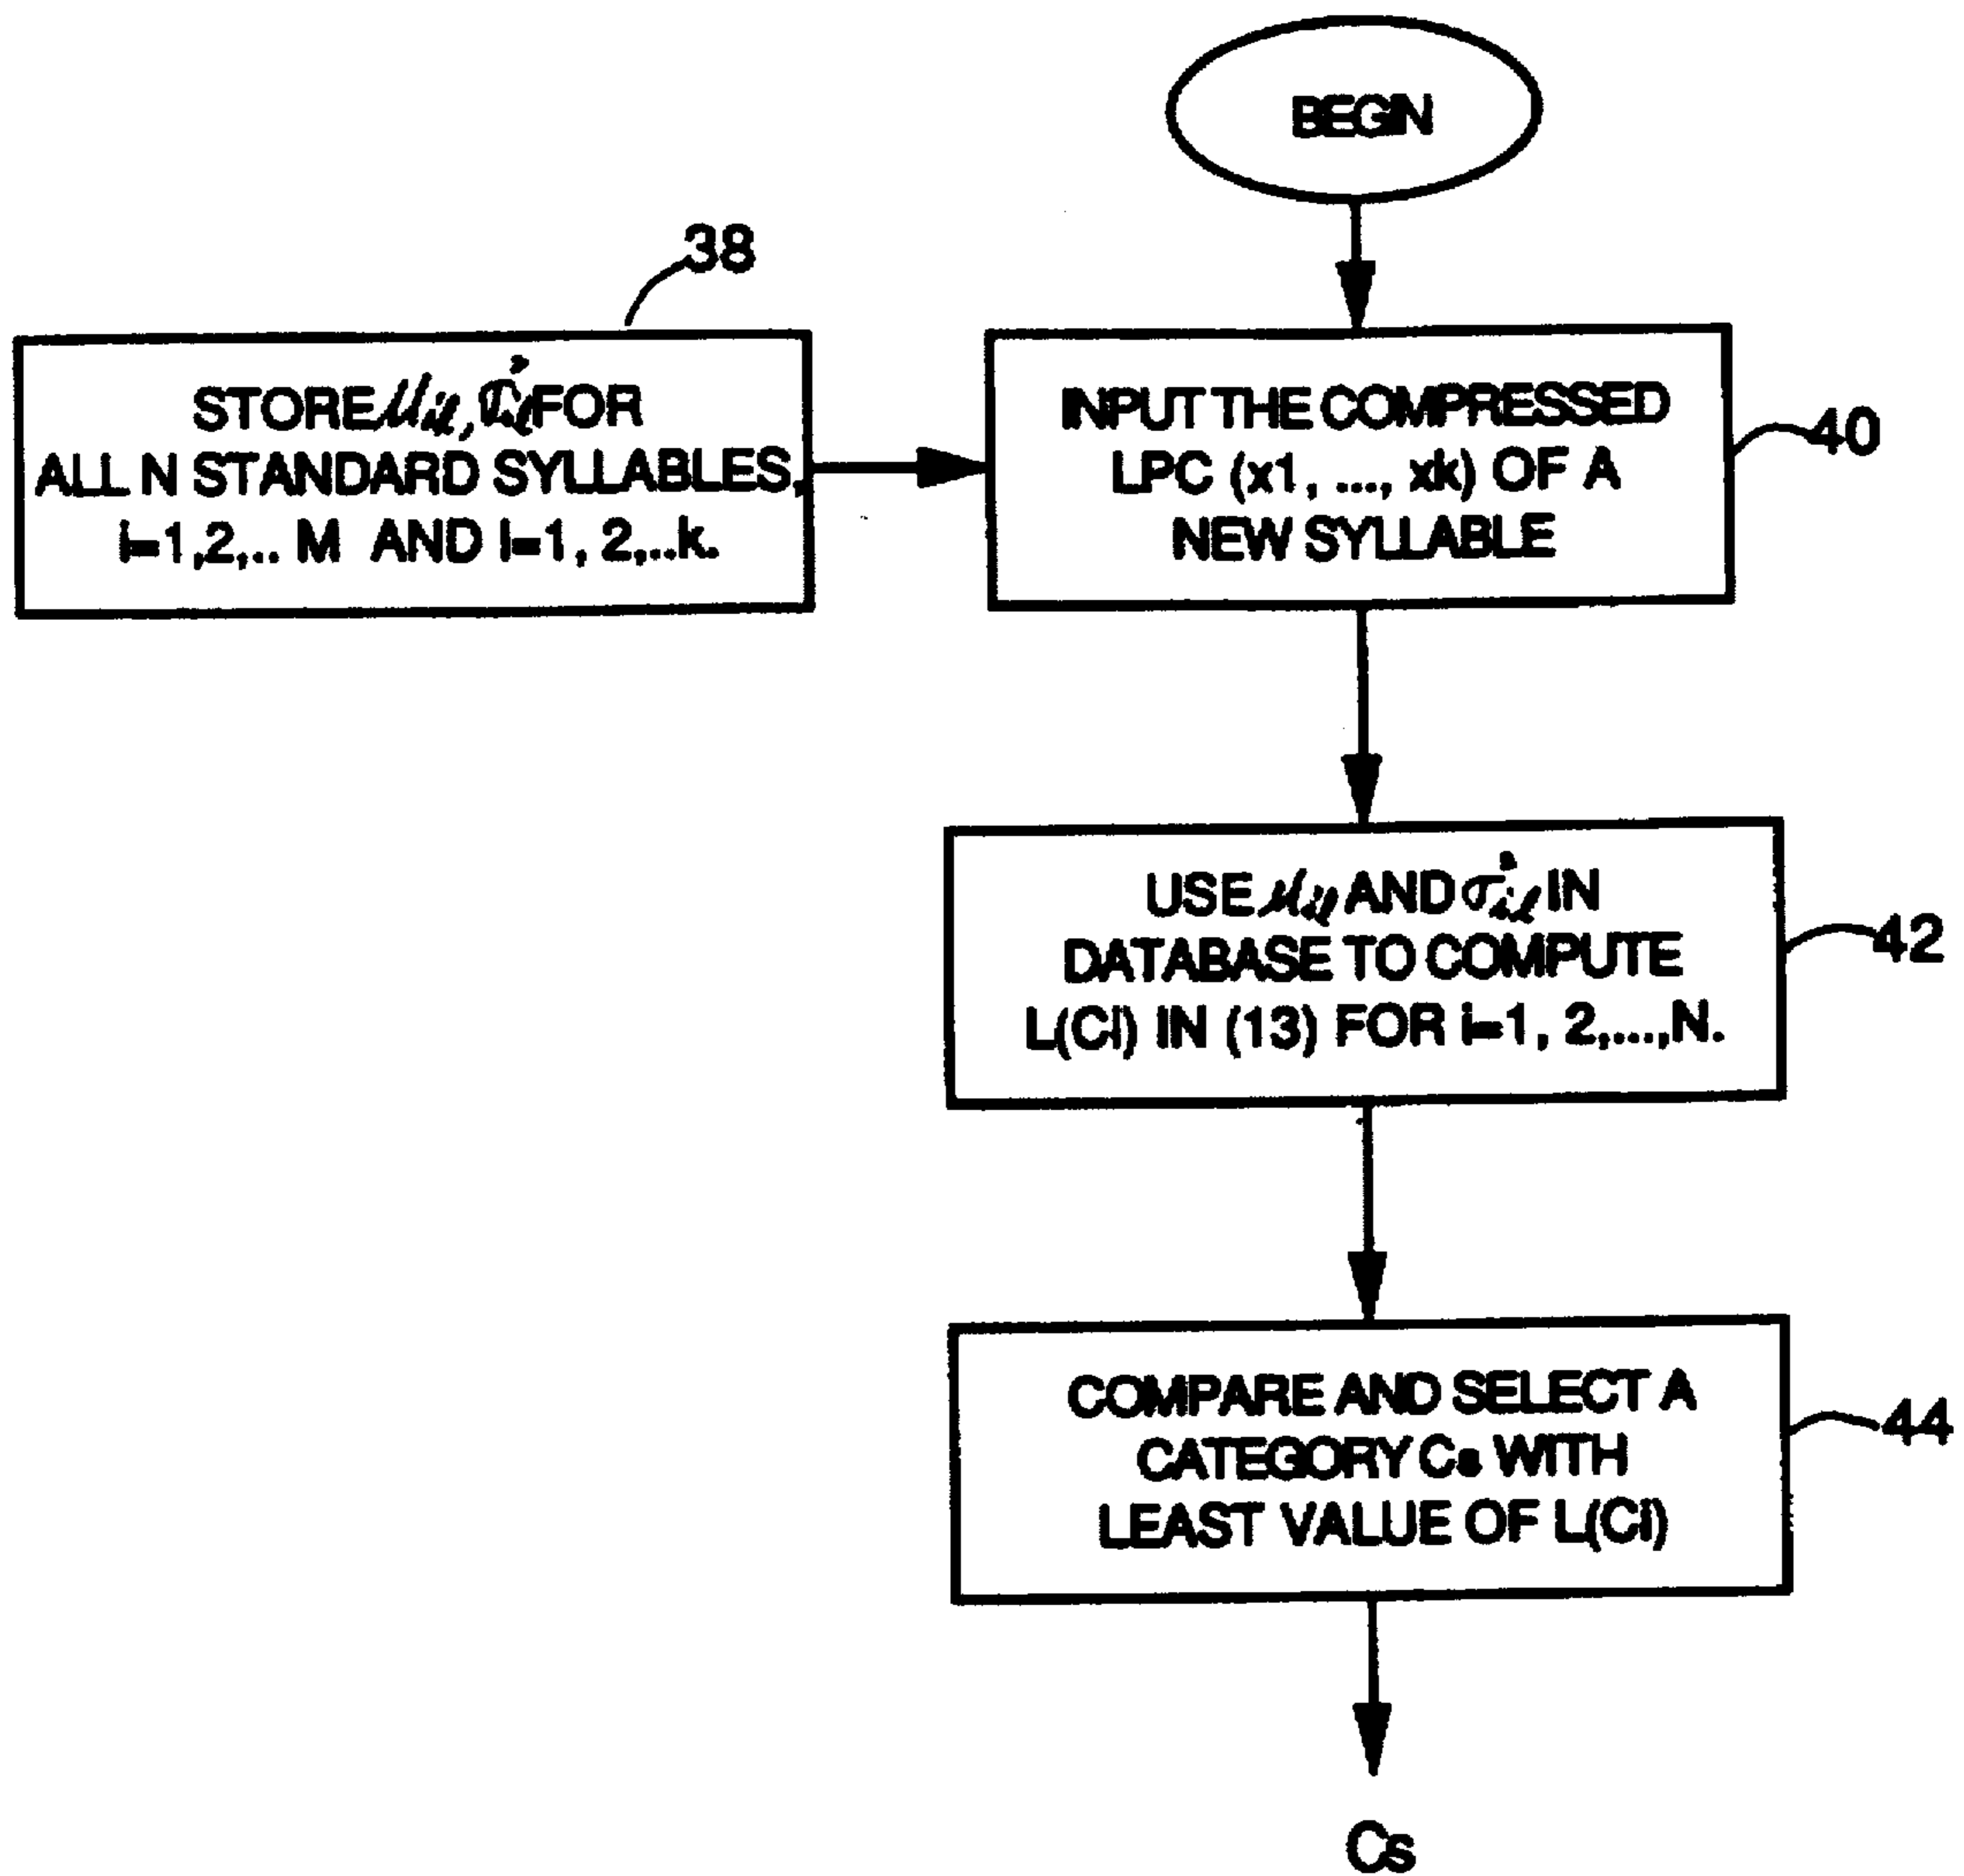 BEGIN
38
STORE μil, σ²il FOR
ALL N STANDARD SYLLABLES,
i=1,2,.. M AND l=1, 2,..k.
INPUT THE COMPRESSED
LPC (x1, ..., xk) OF A
NEW SYLLABLE
40
USE μil AND σ²il IN
DATABASE TO COMPUTE
L(Ci) IN (13) FOR i=1, 2,...,N.
42
COMPARE AND SELECT A
CATEGORY Cs WITH
LEAST VALUE OF L(Ci)
44
Cs